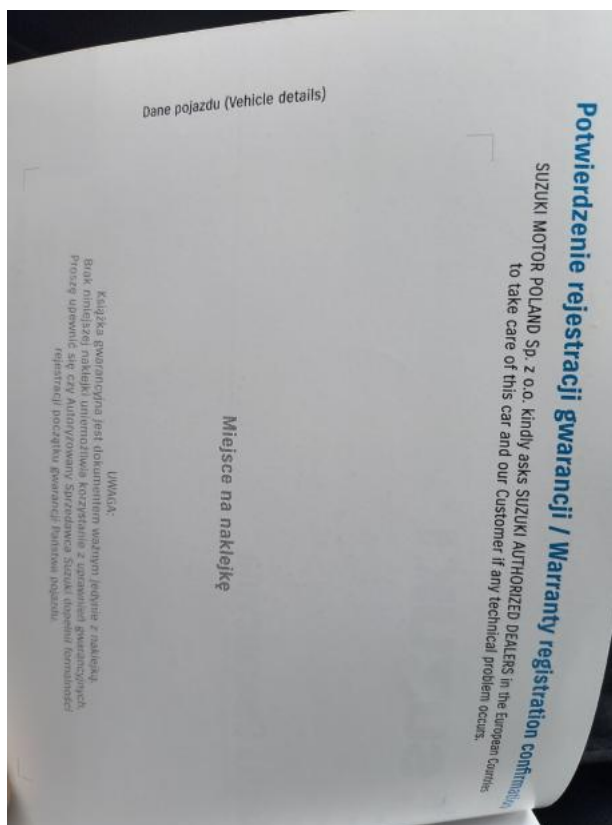 Potwierdzenie rejestracji gwarancji / Warranty registration confirmation
SUZUKI MOTOR POLAND Sp. z o.o. kindly asks SUZUKI AUTHORIZED DEALERS in the European Countries
to take care of this car and our Customer if any technical problem occurs.
Dane pojazdu (Vehicle details)
Miejsce na naklejkę
UWAGA:
Książka gwarancyjna jest dokumentem ważnym jedynie z naklejką.
Brak niniejszej naklejki uniemożliwia korzystanie z uprawnień gwarancyjnych.
Proszę upewnić się czy Autoryzowany Sprzedawca Suzuki dopełnił formalności
rejestracji początku gwarancji Państwa pojazdu.